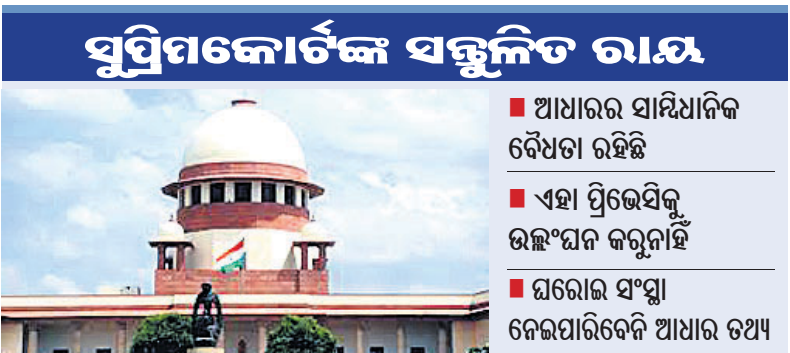 ସୁପ୍ରିମକୋର୍ଟଙ୍କ ସନ୍ତୁଳିତ ରାୟ
■ ଆଧାରର ସାମ୍ବିଧାନିକ
ବୈଧତା ରହିଛି
■ ଏହା ପ୍ରିଭେସିକୁ
ଉଲ୍ଲଂଘନ କରୁନାହିଁ
■ ଘରୋଇ ସଂସ୍ଥା
ନେଇପାରିବେନି ଆଧାର ତଥ୍ୟ